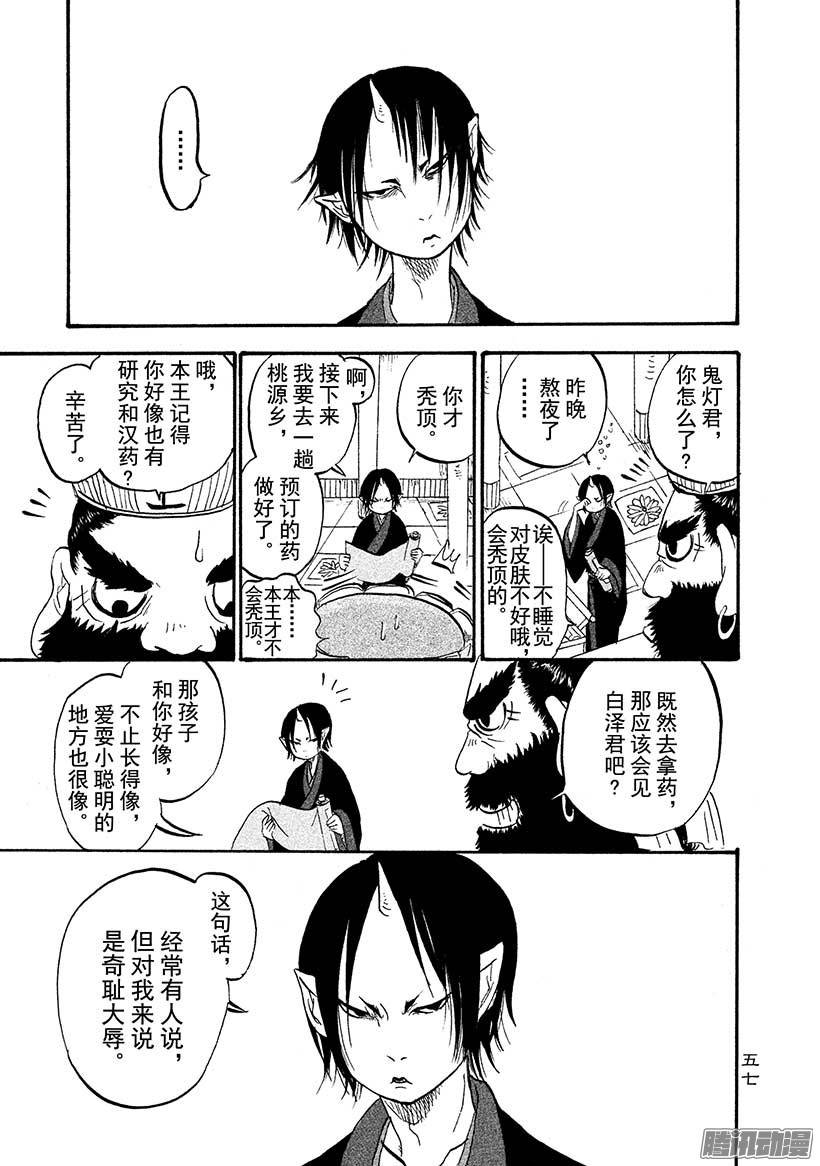 ……
鬼灯君，
你怎么了？
昨晚
熬夜了
……
诶——不睡觉
对皮肤不好哦，
会秃顶的。
你才
秃顶。
啊，
接下来
我要去一趟
桃源乡，
预订的药
做好了。
本……
本王才不
会秃顶。
哦，
本王记得
你好像也有
研究和汉药？
辛苦了。
王
既然去拿药，
那应该会见
白泽君吧？
那孩子
和你好像，
不止长得像，
爱耍小聪明的
地方也很像。
这句话，
经常有人说，
但对我来说
是奇耻大辱。
五七
腾讯动漫